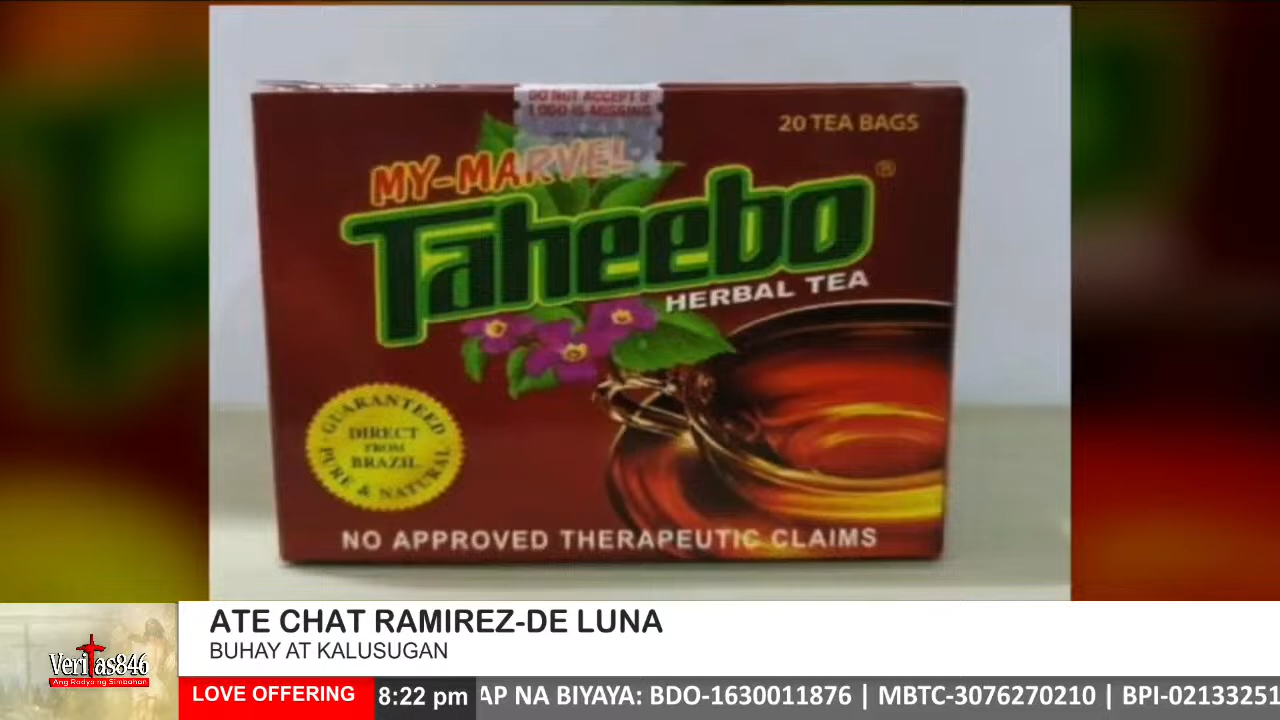 DO NOT ACCEPT IF
LOGO IS MISSING
20 TEA BAGS
MY-MARVEL
Taheebo®
HERBAL TEA
GUARANTEED
DIRECT
FROM
BRAZIL
PURE & NATURAL
NO APPROVED THERAPEUTIC CLAIMS
ATE CHAT RAMIREZ-DE LUNA
BUHAY AT KALUSUGAN
Veritas846
Ang Radyo ng Simbahan
LOVE OFFERING
8:22 pm
AP NA BIYAYA: BDO-1630011876 | MBTC-3076270210 | BPI-02133251